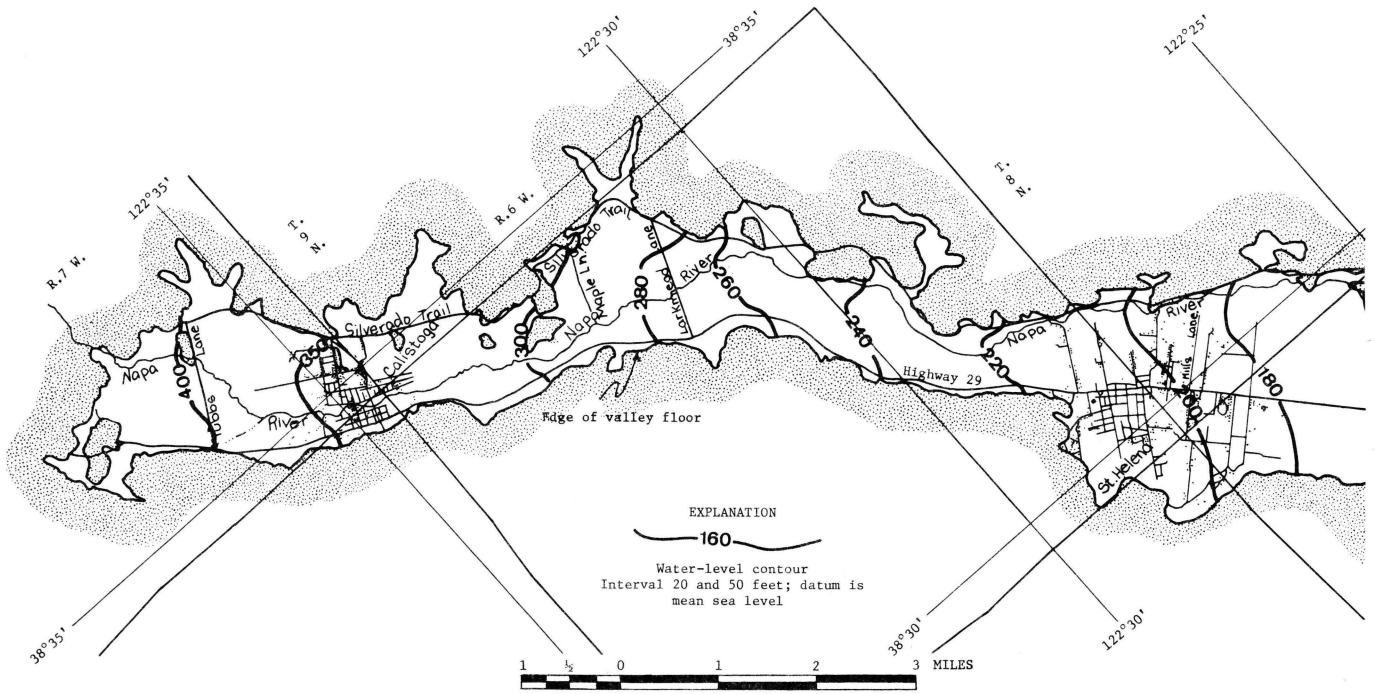 122°30'
38°35'
122°25'
122°35'
T.
9
N.
R.6 W.
T.
8
N.
R.7 W.
Silverado Trail
Maple Ln
Larkmead Lane
Napa River
280
260
Silverado Trail
Calistoga
300
350
Napa River
400
Lane
240
Highway 29
220
Napa River
Lane
180
St. Helena
Edge of valley floor
EXPLANATION
160
Water-level contour
Interval 20 and 50 feet; datum is
mean sea level
38°35'
38°30'
122°30'
1 ½ 0 1 2 3 MILES